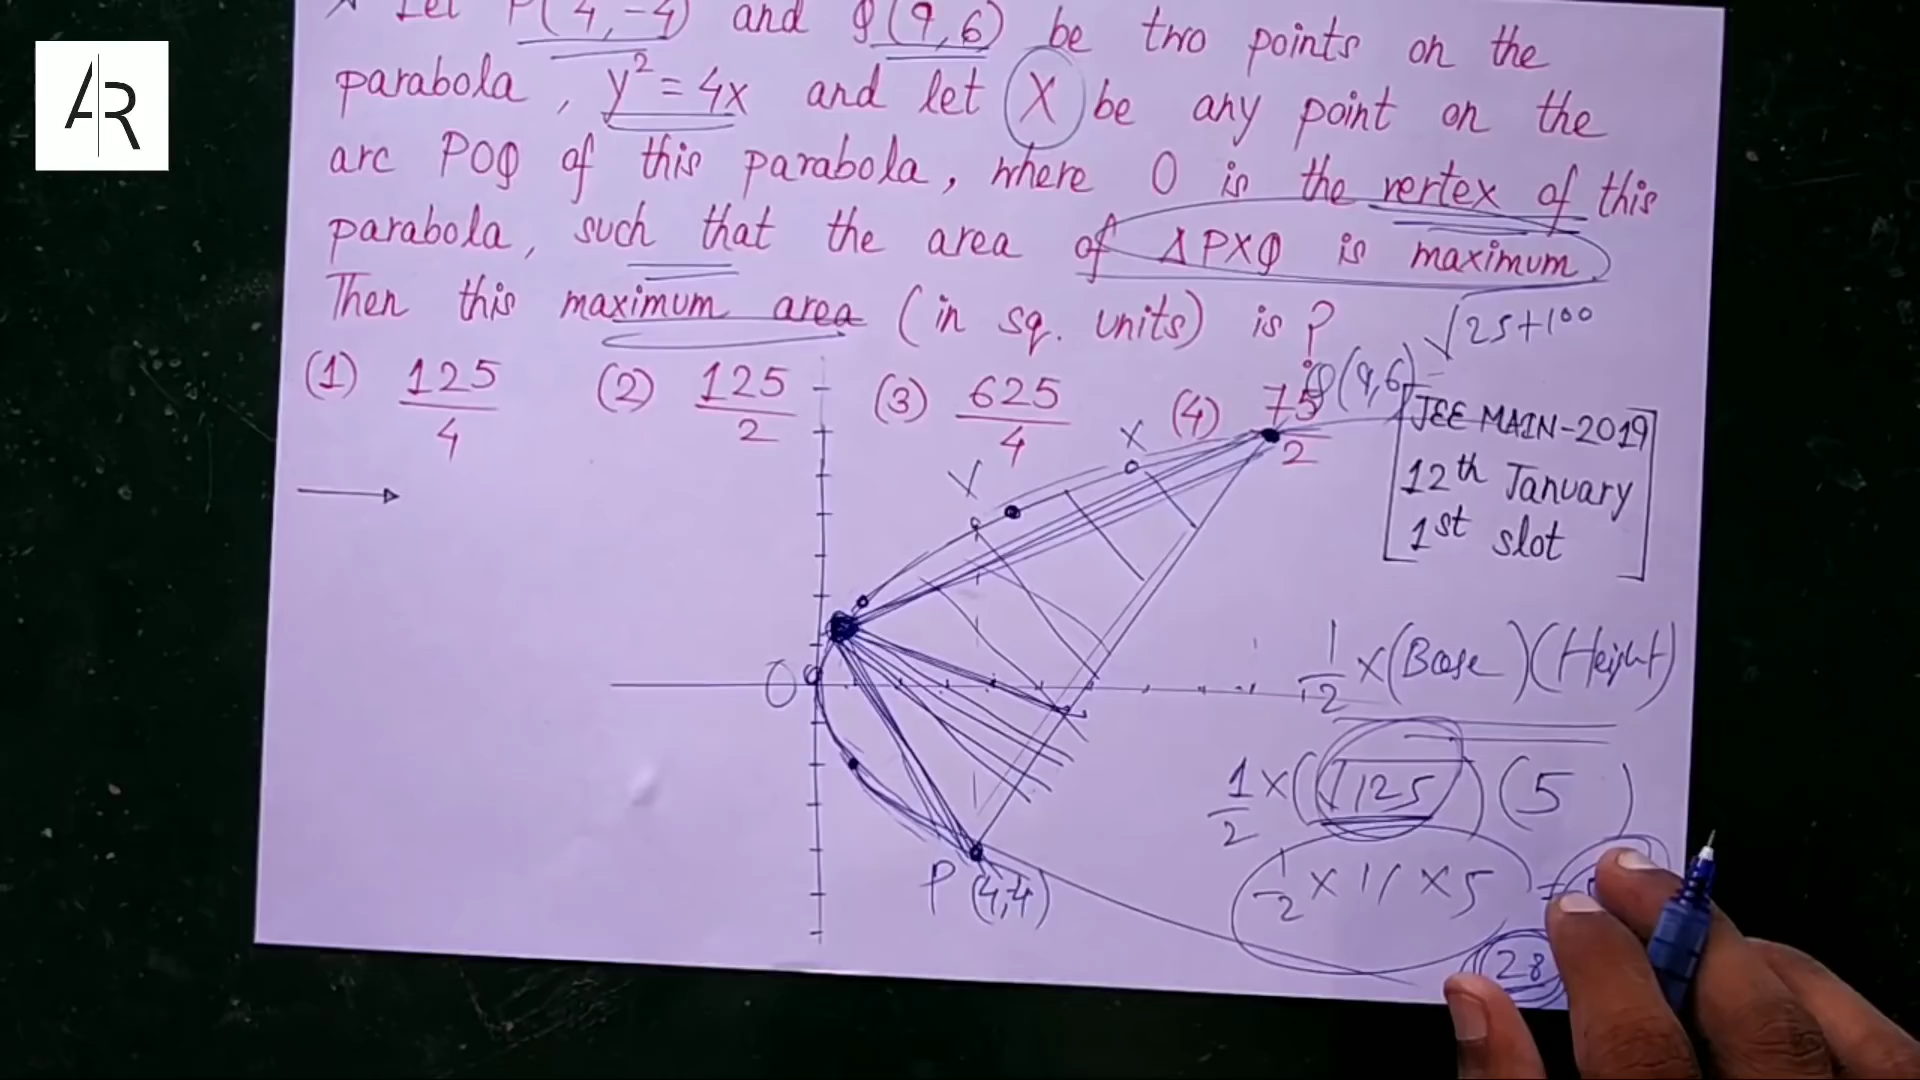 AR
Let P(4,-4) and Q(9,6) be two points on the
parabola, y² = 4x and let X be any point on the
arc POQ of this parabola, where O is the vertex of this
parabola, such that the area of ΔPXQ is maximum.
Then this maximum area (in sq. units) is ?
√25+100
(1) 125/4 (2) 125/2 (3) 625/4 (4) 75/2
Q(9,6)
[JEE MAIN-2019
12th January
1st slot]
X
X
O
1/2 ×(Base)(Height)
1/2 ×(√125)(5)
P(4,4)
1/2 × 11 × 5 =
28